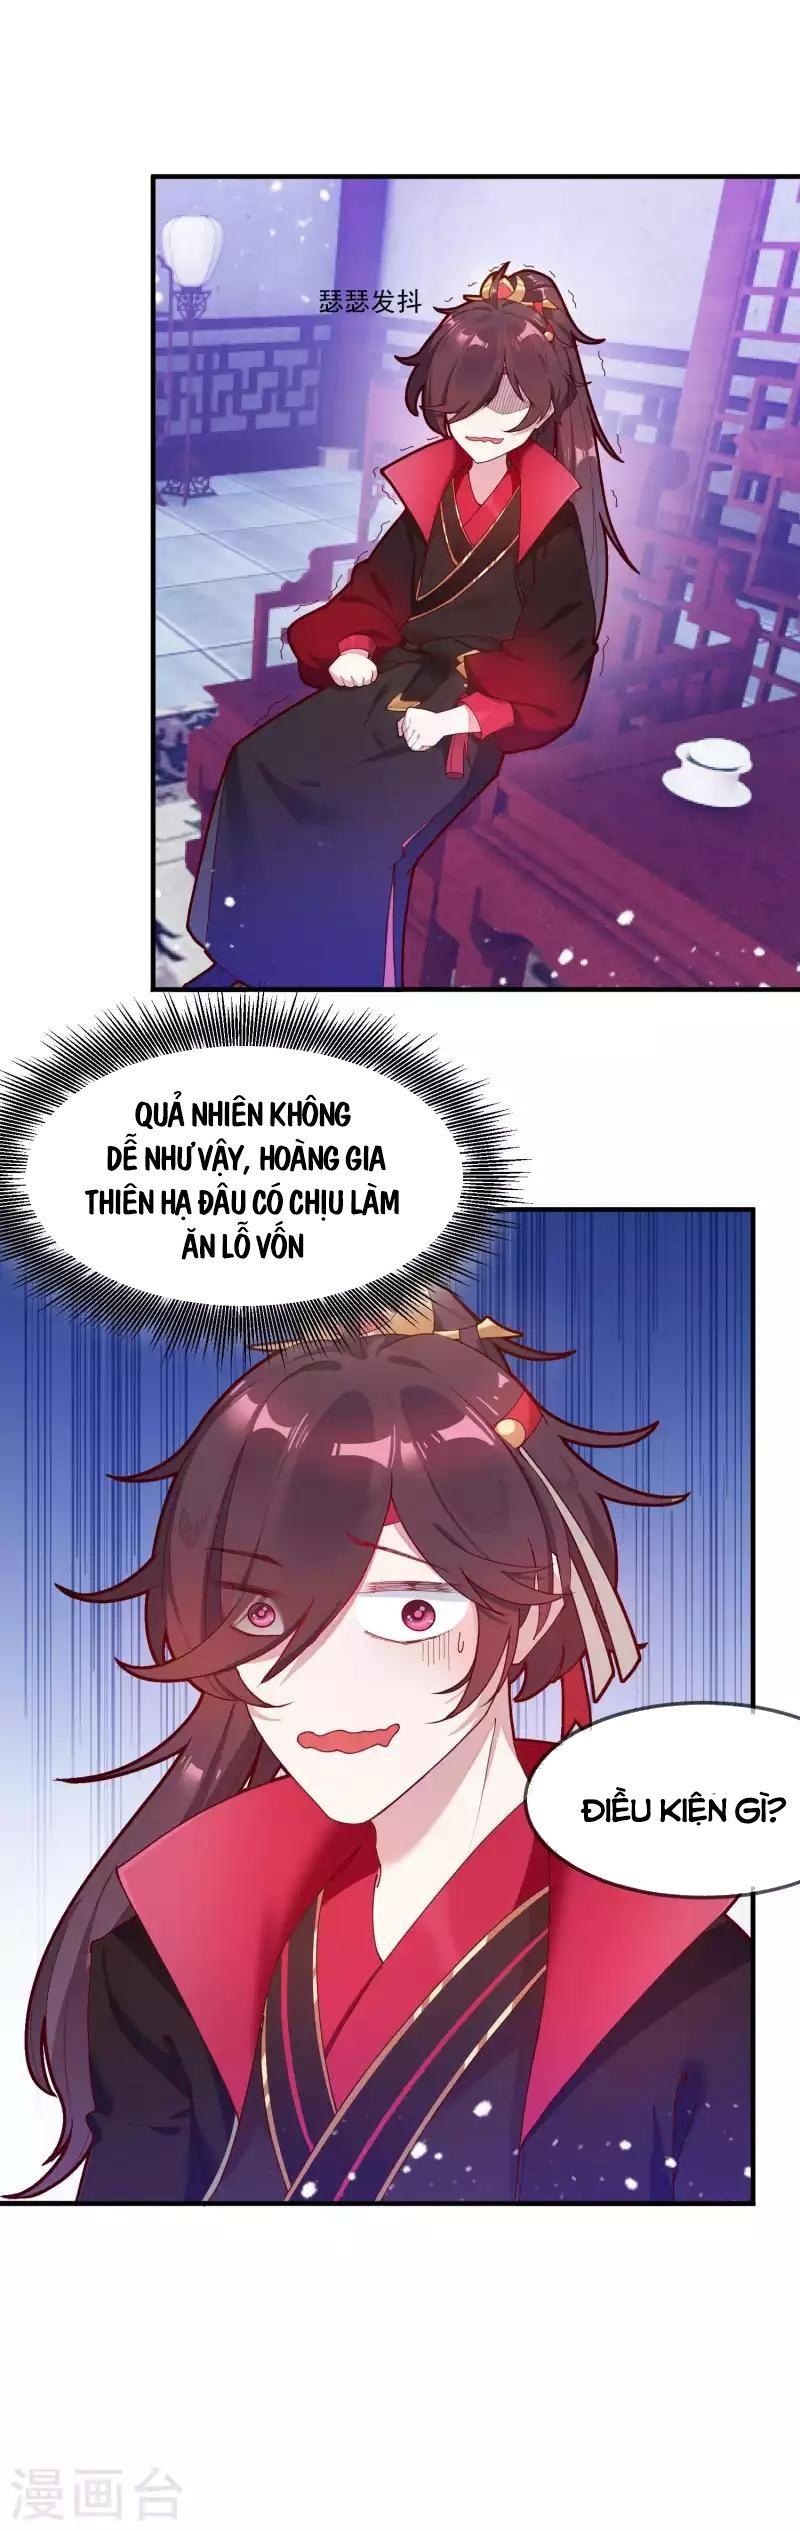 瑟瑟发抖
QUẢ NHIÊN KHÔNG
DỄ NHƯ VẬY, HOÀNG GIA
THIÊN HẠ ĐÂU CÓ CHỊU LÀM
ĂN LỖ VỐN
ĐIỀU KIỆN GÌ?
漫画台